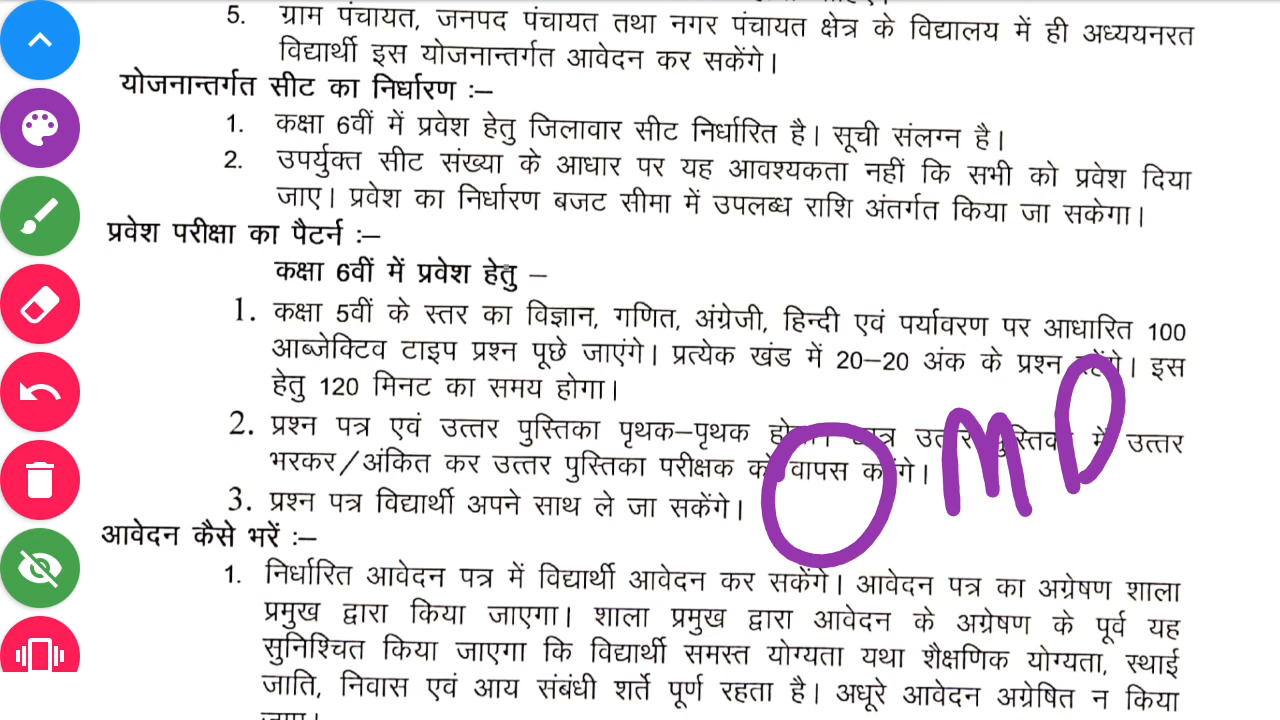 5. ग्राम पंचायत, जनपद पंचायत तथा नगर पंचायत क्षेत्र के विद्यालय में ही अध्ययनरत
विद्यार्थी इस योजनान्तर्गत आवेदन कर सकेंगे।
योजनान्तर्गत सीट का निर्धारण :–
1. कक्षा 6वीं में प्रवेश हेतु जिलावार सीट निर्धारित है। सूची संलग्न है।
2. उपर्युक्त सीट संख्या के आधार पर यह आवश्यकता नहीं कि सभी को प्रवेश दिया
जाए। प्रवेश का निर्धारण बजट सीमा में उपलब्ध राशि अंतर्गत किया जा सकेगा।
प्रवेश परीक्षा का पैटर्न :–
कक्षा 6वीं में प्रवेश हेतु –
1. कक्षा 5वीं के स्तर का विज्ञान, गणित, अंग्रेजी, हिन्दी एवं पर्यावरण पर आधारित 100
आब्जेक्टिव टाइप प्रश्न पूछे जाएंगे। प्रत्येक खंड में 20–20 अंक के प्रश्न रहेंगे। इस
हेतु 120 मिनट का समय होगा।
2. प्रश्न पत्र एवं उत्तर पुस्तिका पृथक–पृथक होगा। छात्र उत्तर पुस्तिका में उत्तर
भरकर/अंकित कर उत्तर पुस्तिका परीक्षक को वापस करेंगे।
OMD
3. प्रश्न पत्र विद्यार्थी अपने साथ ले जा सकेंगे।
आवेदन कैसे भरें :–
1. निर्धारित आवेदन पत्र में विद्यार्थी आवेदन कर सकेंगे। आवेदन पत्र का अग्रेषण शाला
प्रमुख द्वारा किया जाएगा। शाला प्रमुख द्वारा आवेदन के अग्रेषण के पूर्व यह
सुनिश्चित किया जाएगा कि विद्यार्थी समस्त योग्यता यथा शैक्षणिक योग्यता, स्थाई
जाति, निवास एवं आय संबंधी शर्ते पूर्ण रहता है। अधूरे आवेदन अग्रेषित न किया
जाए।